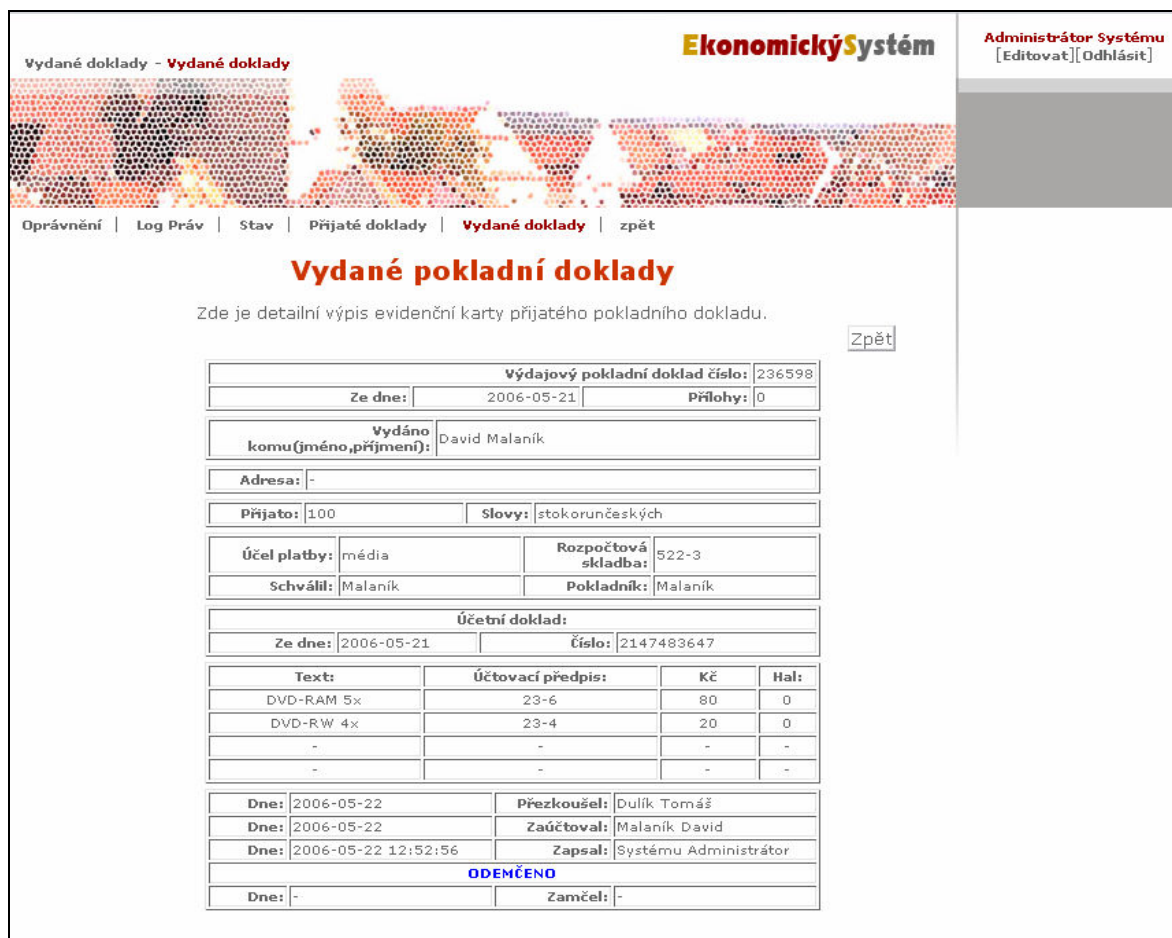 EkonomickýSystém
Administrátor Systému
[Editovat][Odhlásit]
Vydané doklady - Vydané doklady
Oprávnění | Log Práv | Stav | Přijaté doklady | Vydané doklady | zpět
Vydané pokladní doklady
Zde je detailní výpis evidenční karty přijatého pokladního dokladu.
Zpět
Výdajový pokladní doklad číslo: 236598
Ze dne: 2006-05-21 Přílohy: 0
Vydáno
komu(jméno,příjmení): David Malaník
Adresa: -
Přijato: 100 Slovy: stokorunčeských
Účel platby: média Rozpočtová
skladba: 522-3
Schválil: Malaník Pokladník: Malaník
Účetní doklad:
Ze dne: 2006-05-21 Číslo: 2147483647
Text: Účtovací předpis: Kč Hal:
DVD-RAM 5x 23-6 80 0
DVD-RW 4x 23-4 20 0
- - - -
- - - -
Dne: 2006-05-22 Přezkoušel: Dulík Tomáš
Dne: 2006-05-22 Zaúčtoval: Malaník David
Dne: 2006-05-22 12:52:56 Zapsal: Systému Administrátor
ODEMČENO
Dne: - Zamčel: -